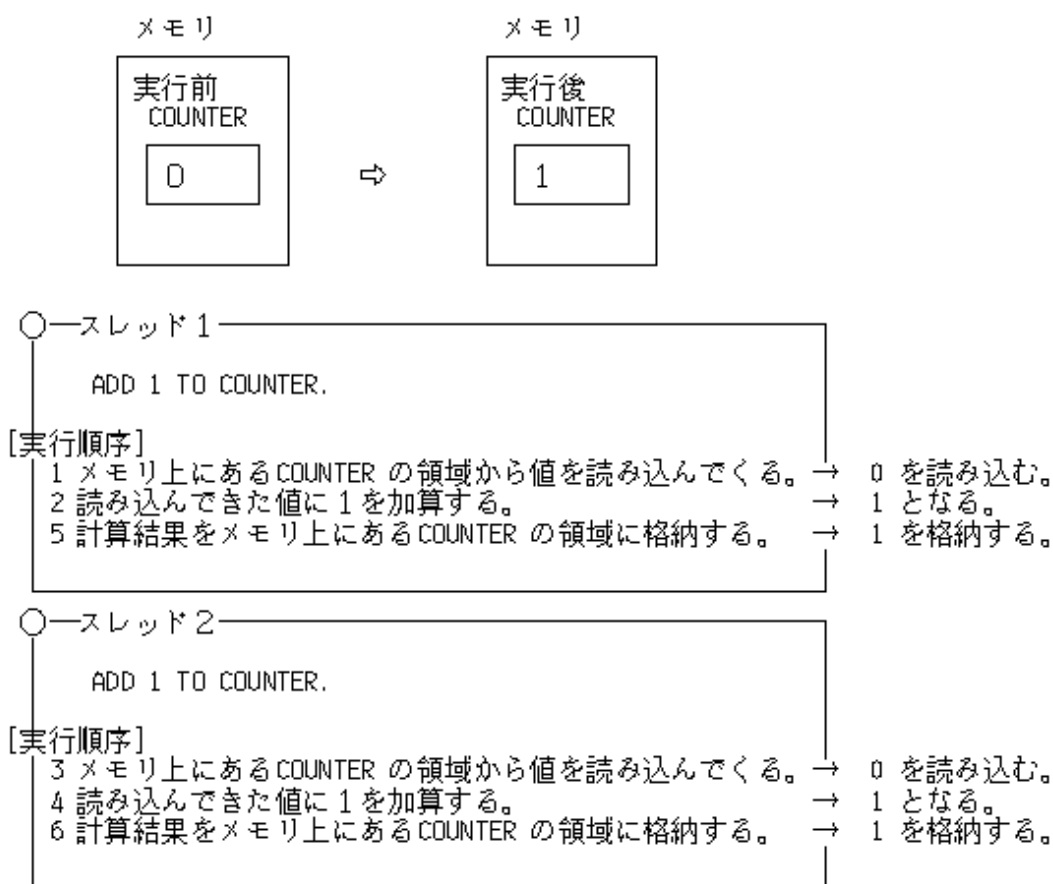 メモリ メモリ
実行前 実行後
COUNTER COUNTER
0 ⇨ 1
スレッド1
ADD 1 TO COUNTER.
[実行順序]
1 メモリ上にあるCOUNTER の領域から値を読み込んでくる。 → 0 を読み込む。
2 読み込んできた値に1を加算する。 → 1 となる。
5 計算結果をメモリ上にあるCOUNTER の領域に格納する。 → 1 を格納する。
スレッド2
ADD 1 TO COUNTER.
[実行順序]
3 メモリ上にあるCOUNTER の領域から値を読み込んでくる。 → 0 を読み込む。
4 読み込んできた値に1を加算する。 → 1 となる。
6 計算結果をメモリ上にあるCOUNTER の領域に格納する。 → 1 を格納する。